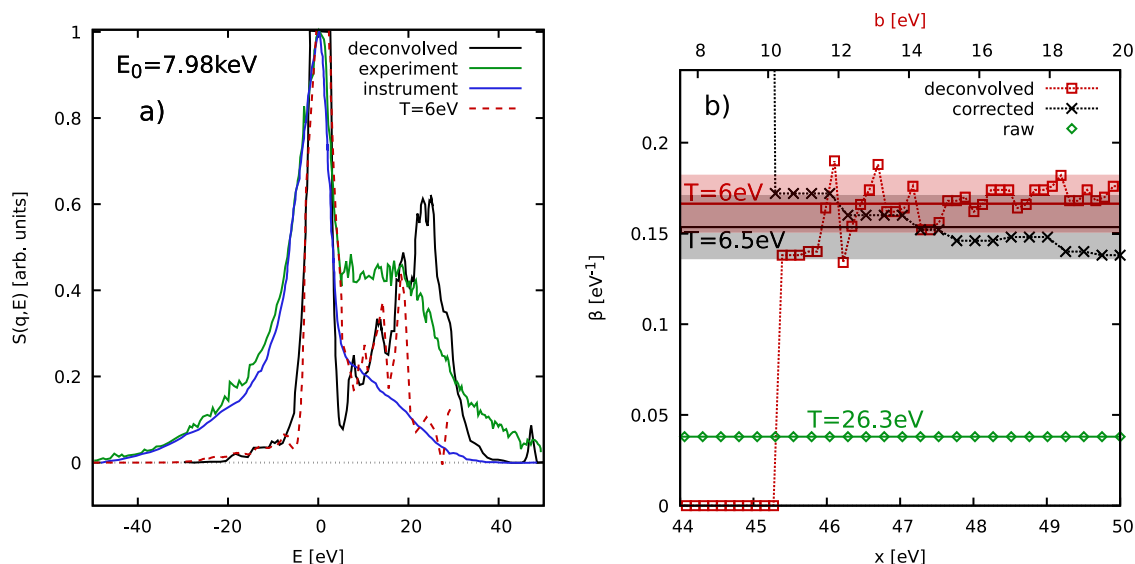 E₀=7.98keV
a)
deconvolved
experiment
instrument
T=6eV
S(q,E) [arb. units]
1
0.8
0.6
0.4
0.2
0
-40 -20 0 20 40
E [eV]
b [eV]
8 10 12 14 16 18 20
b)
deconvolved
corrected
raw
T=6eV
T=6.5eV
T=26.3eV
β [eV⁻¹]
0.2
0.15
0.1
0.05
0
44 45 46 47 48 49 50
x [eV]